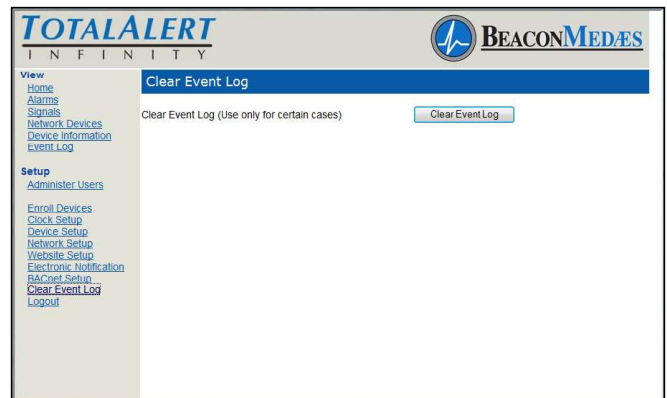 TOTALALERT
INFINITY
BEACONMEDÆS
View
Home
Alarms
Signals
Network Devices
Device Information
Event Log
Setup
Administer Users
Enroll Devices
Clock Setup
Device Setup
Network Setup
Website Setup
Electronic Notification
BACnet Setup
Clear Event Log
Logout
Clear Event Log
Clear Event Log (Use only for certain cases)
Clear Event Log